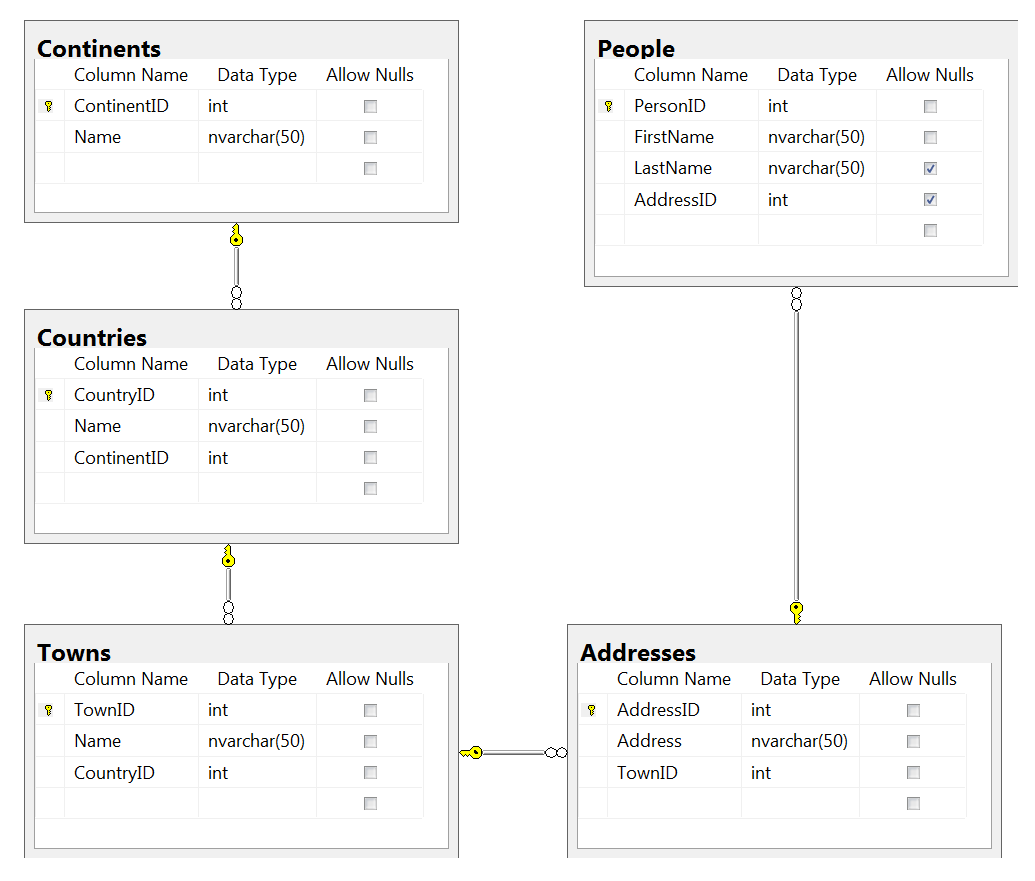 Continents
Column Name Data Type Allow Nulls
ContinentID int
Name nvarchar(50)
People
Column Name Data Type Allow Nulls
PersonID int
FirstName nvarchar(50)
LastName nvarchar(50)
AddressID int
Countries
Column Name Data Type Allow Nulls
CountryID int
Name nvarchar(50)
ContinentID int
Towns
Column Name Data Type Allow Nulls
TownID int
Name nvarchar(50)
CountryID int
Addresses
Column Name Data Type Allow Nulls
AddressID int
Address nvarchar(50)
TownID int